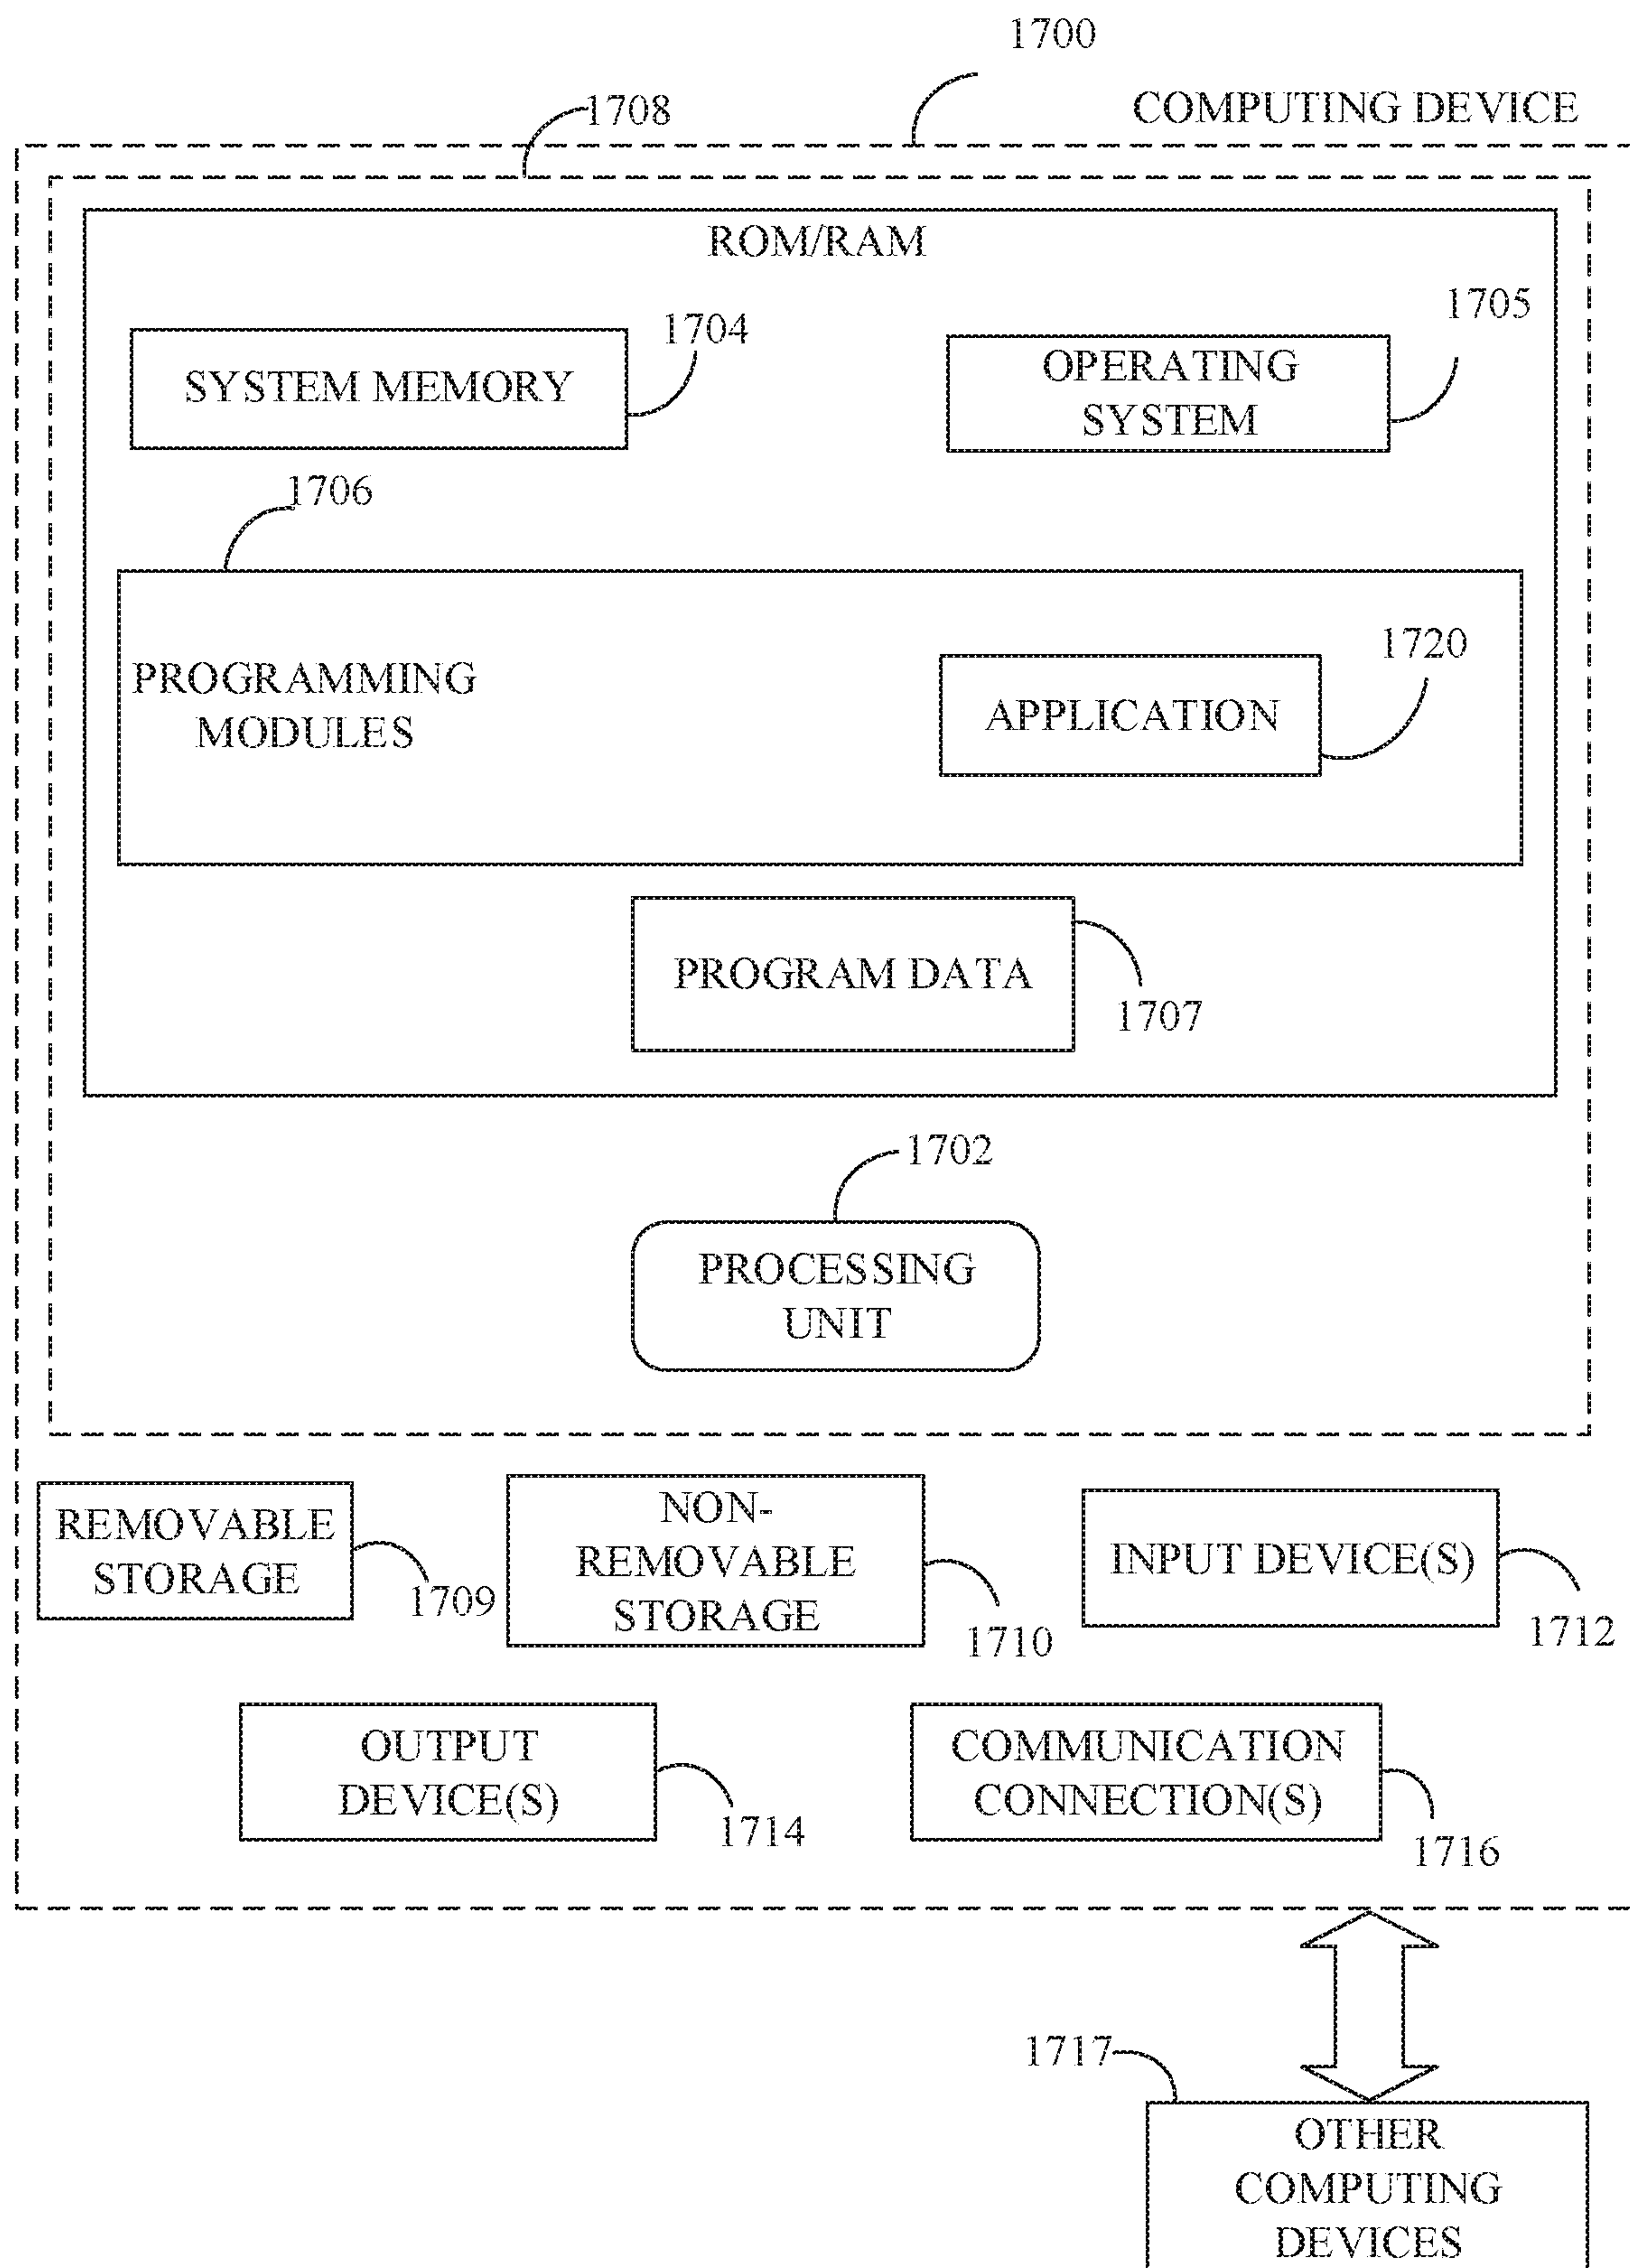 1700
1708
COMPUTING DEVICE
ROM/RAM
1704
1705
SYSTEM MEMORY
OPERATING
SYSTEM
1706
PROGRAMMING
MODULES
1720
APPLICATION
PROGRAM DATA
1707
1702
PROCESSING
UNIT
REMOVABLE
STORAGE
1709
NON-
REMOVABLE
STORAGE
1710
INPUT DEVICE(S)
1712
OUTPUT
DEVICE(S)
1714
COMMUNICATION
CONNECTION(S)
1716
1717
OTHER
COMPUTING
DEVICES